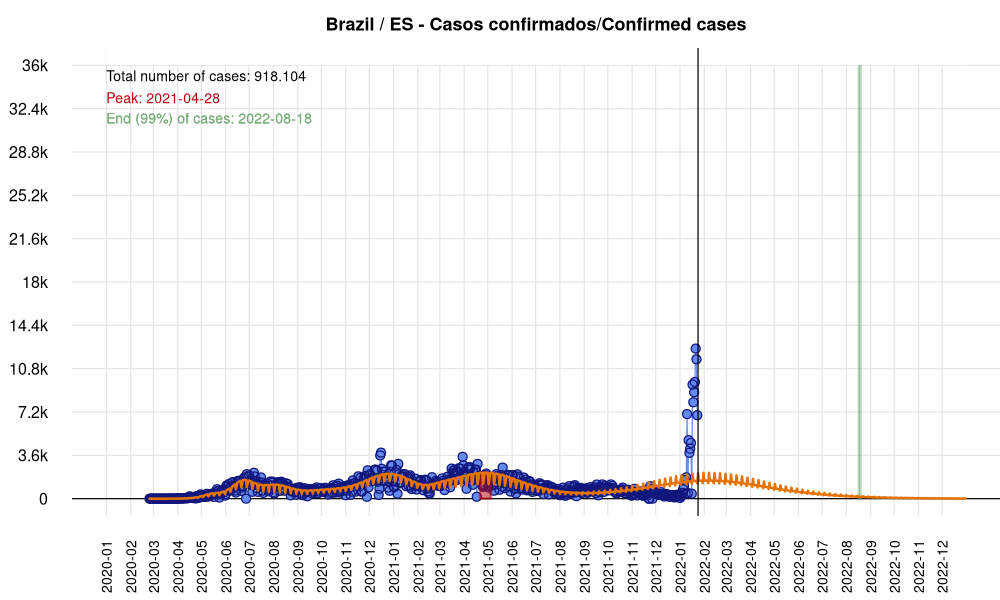 Brazil / ES - Casos confirmados/Confirmed cases
36k
32.4k
28.8k
25.2k
21.6k
18k
14.4k
10.8k
7.2k
3.6k
0
Total number of cases: 918.104
Peak: 2021-04-28
End (99%) of cases: 2022-08-18
2020-01
2020-02
2020-03
2020-04
2020-05
2020-06
2020-07
2020-08
2020-09
2020-10
2020-11
2020-12
2021-01
2021-02
2021-03
2021-04
2021-05
2021-06
2021-07
2021-08
2021-09
2021-10
2021-11
2021-12
2022-01
2022-02
2022-03
2022-04
2022-05
2022-06
2022-07
2022-08
2022-09
2022-10
2022-11
2022-12